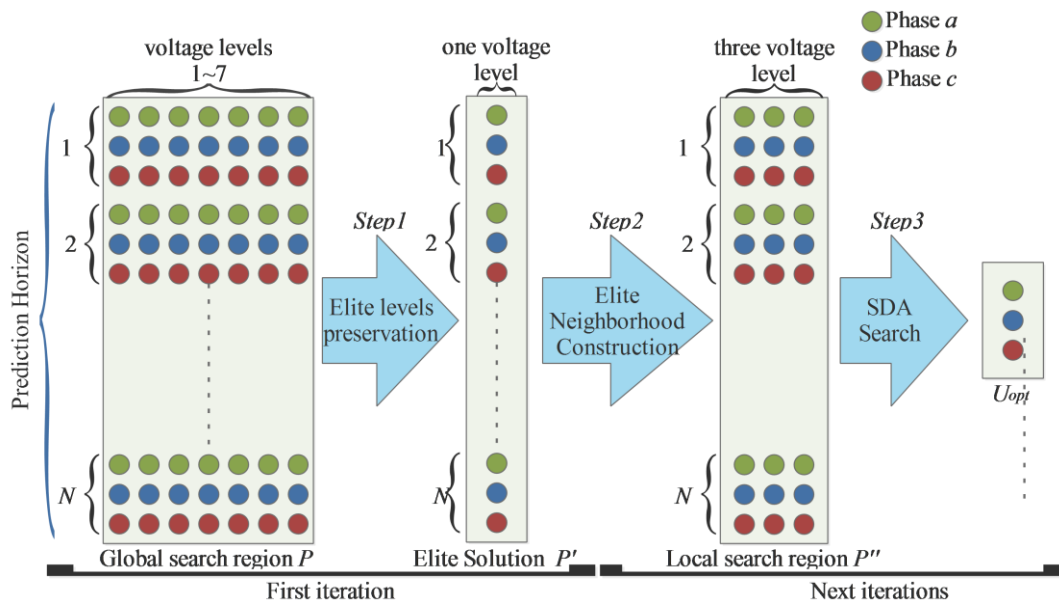 Phase a
Phase b
Phase c
voltage levels
1~7
one voltage
level
three voltage
level
Prediction Horizon
1
2
N
1
2
N
1
2
N
Step1
Elite levels
preservation
Step2
Elite
Neighborhood
Construction
Step3
SDA
Search
Uopt
Global search region P
Elite Solution P'
Local search region P''
First iteration
Next iterations